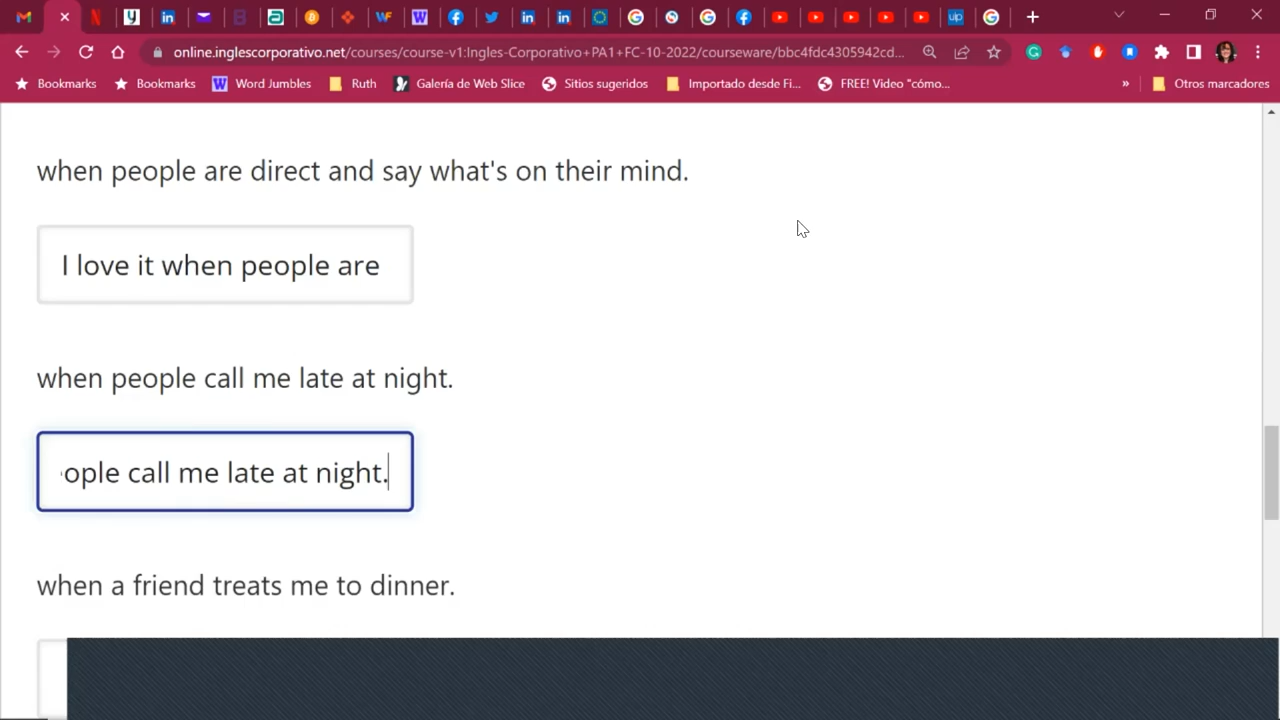 online.inglescorporativo.net/courses/course-v1:Ingles-Corporativo+PA1+FC-10-2022/courseware/bbc4fdc4305942cd...
Bookmarks Bookmarks Word Jumbles Ruth Galería de Web Slice Sitios sugeridos Importado desde Fi... FREE! Video "cómo... » Otros marcadores
when people are direct and say what's on their mind.
I love it when people are
when people call me late at night.
ople call me late at night.
when a friend treats me to dinner.